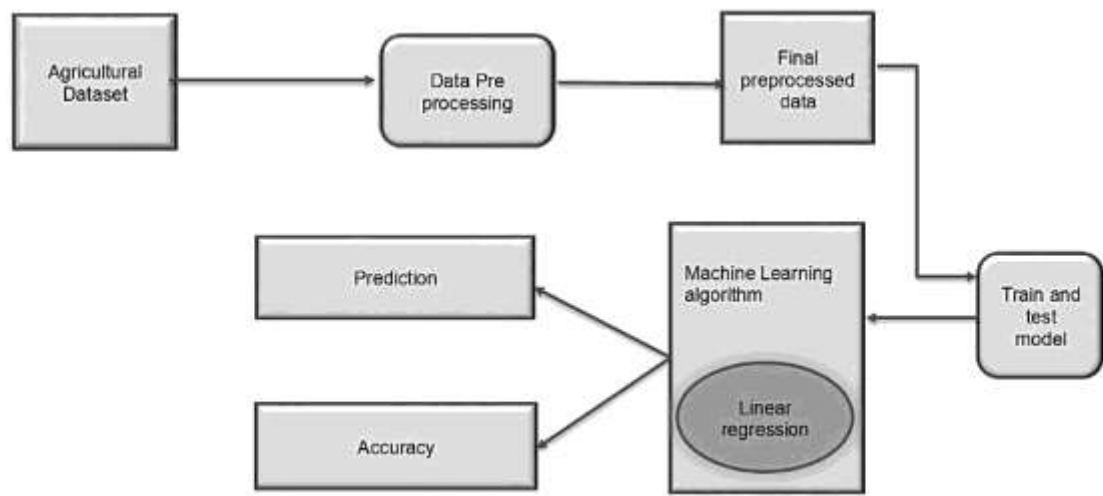 Agricultural
Dataset
Data Pre
processing
Final
preprocessed
data
Train and
test
model
Machine Learning
algorithm
Linear
regression
Prediction
Accuracy